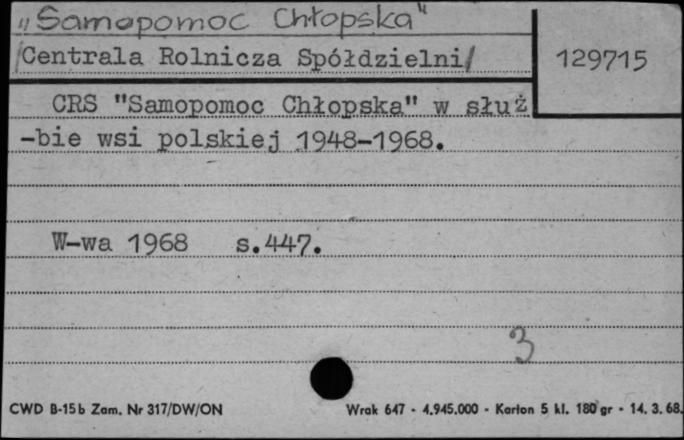 "Samopomoc Chłopska"
/Centrala Rolnicza Spółdzielni/
129715
CRS "Samopomoc Chłopska" w służ
-bie wsi polskiej 1948-1968.
W-wa 1968 s.447.
3
CWD B-15b Zam. Nr 317/DW/ON
Wrak 647 - 4.945.000 - Karton 5 kl. 180 gr - 14. 3. 68.